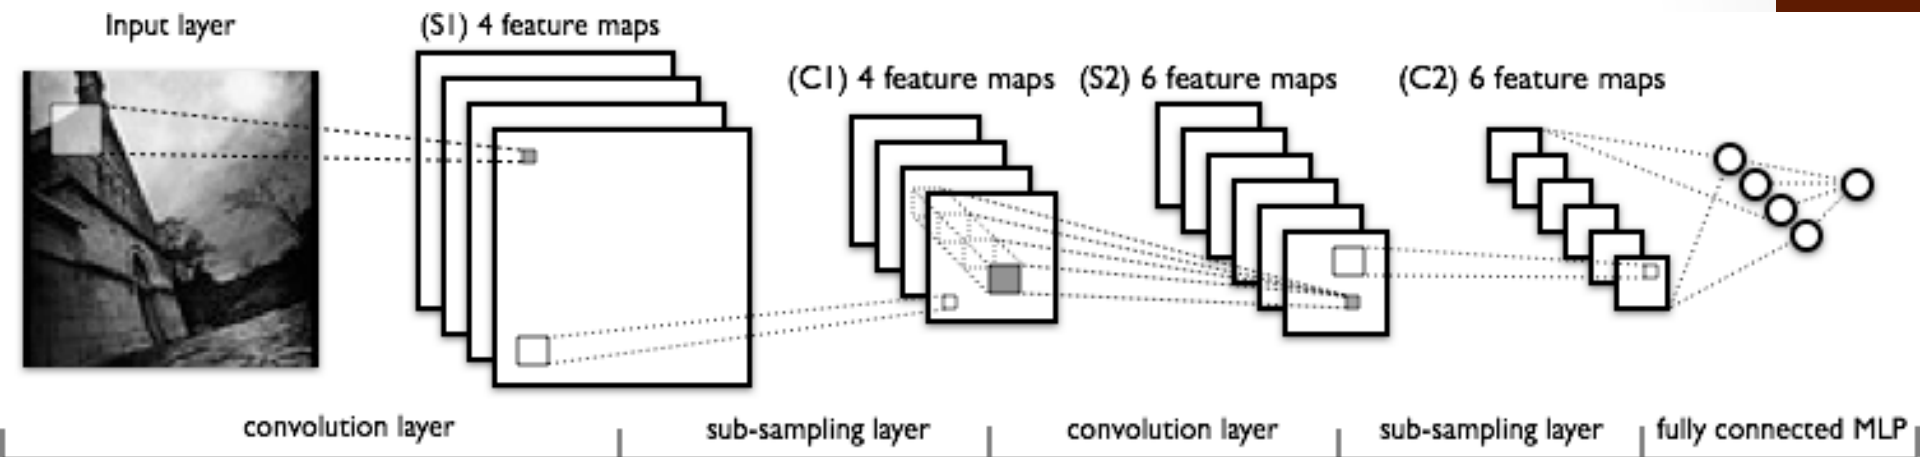 Input layer
(S1) 4 feature maps
(C1) 4 feature maps
(S2) 6 feature maps
(C2) 6 feature maps
convolution layer
sub-sampling layer
convolution layer
sub-sampling layer
fully connected MLP